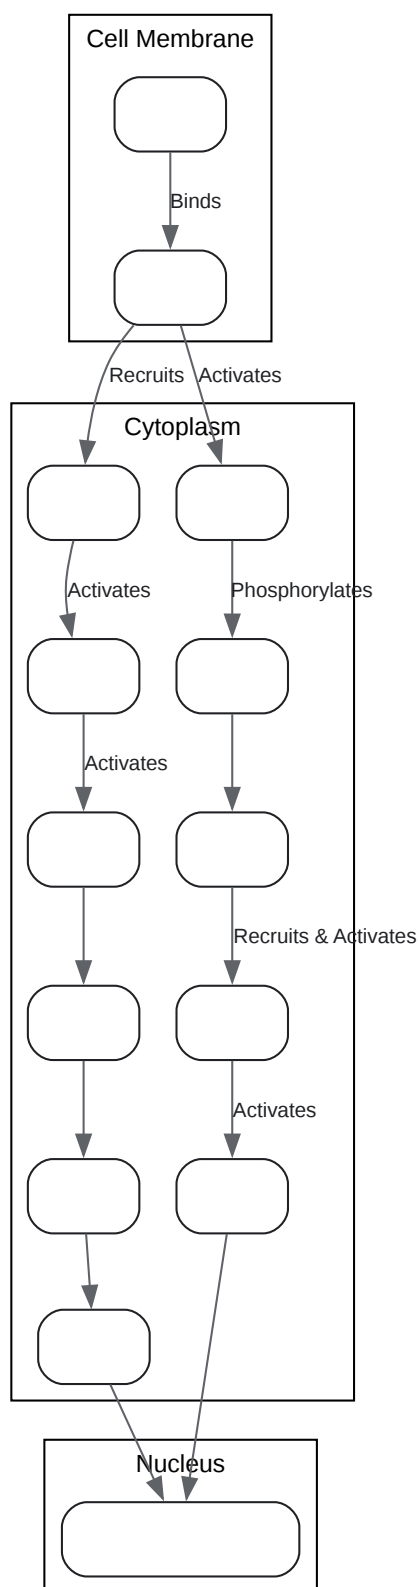 Cell Membrane
Binds
Recruits
Activates
Cytoplasm
Activates
Phosphorylates
Activates
Recruits & Activates
Activates
Nucleus